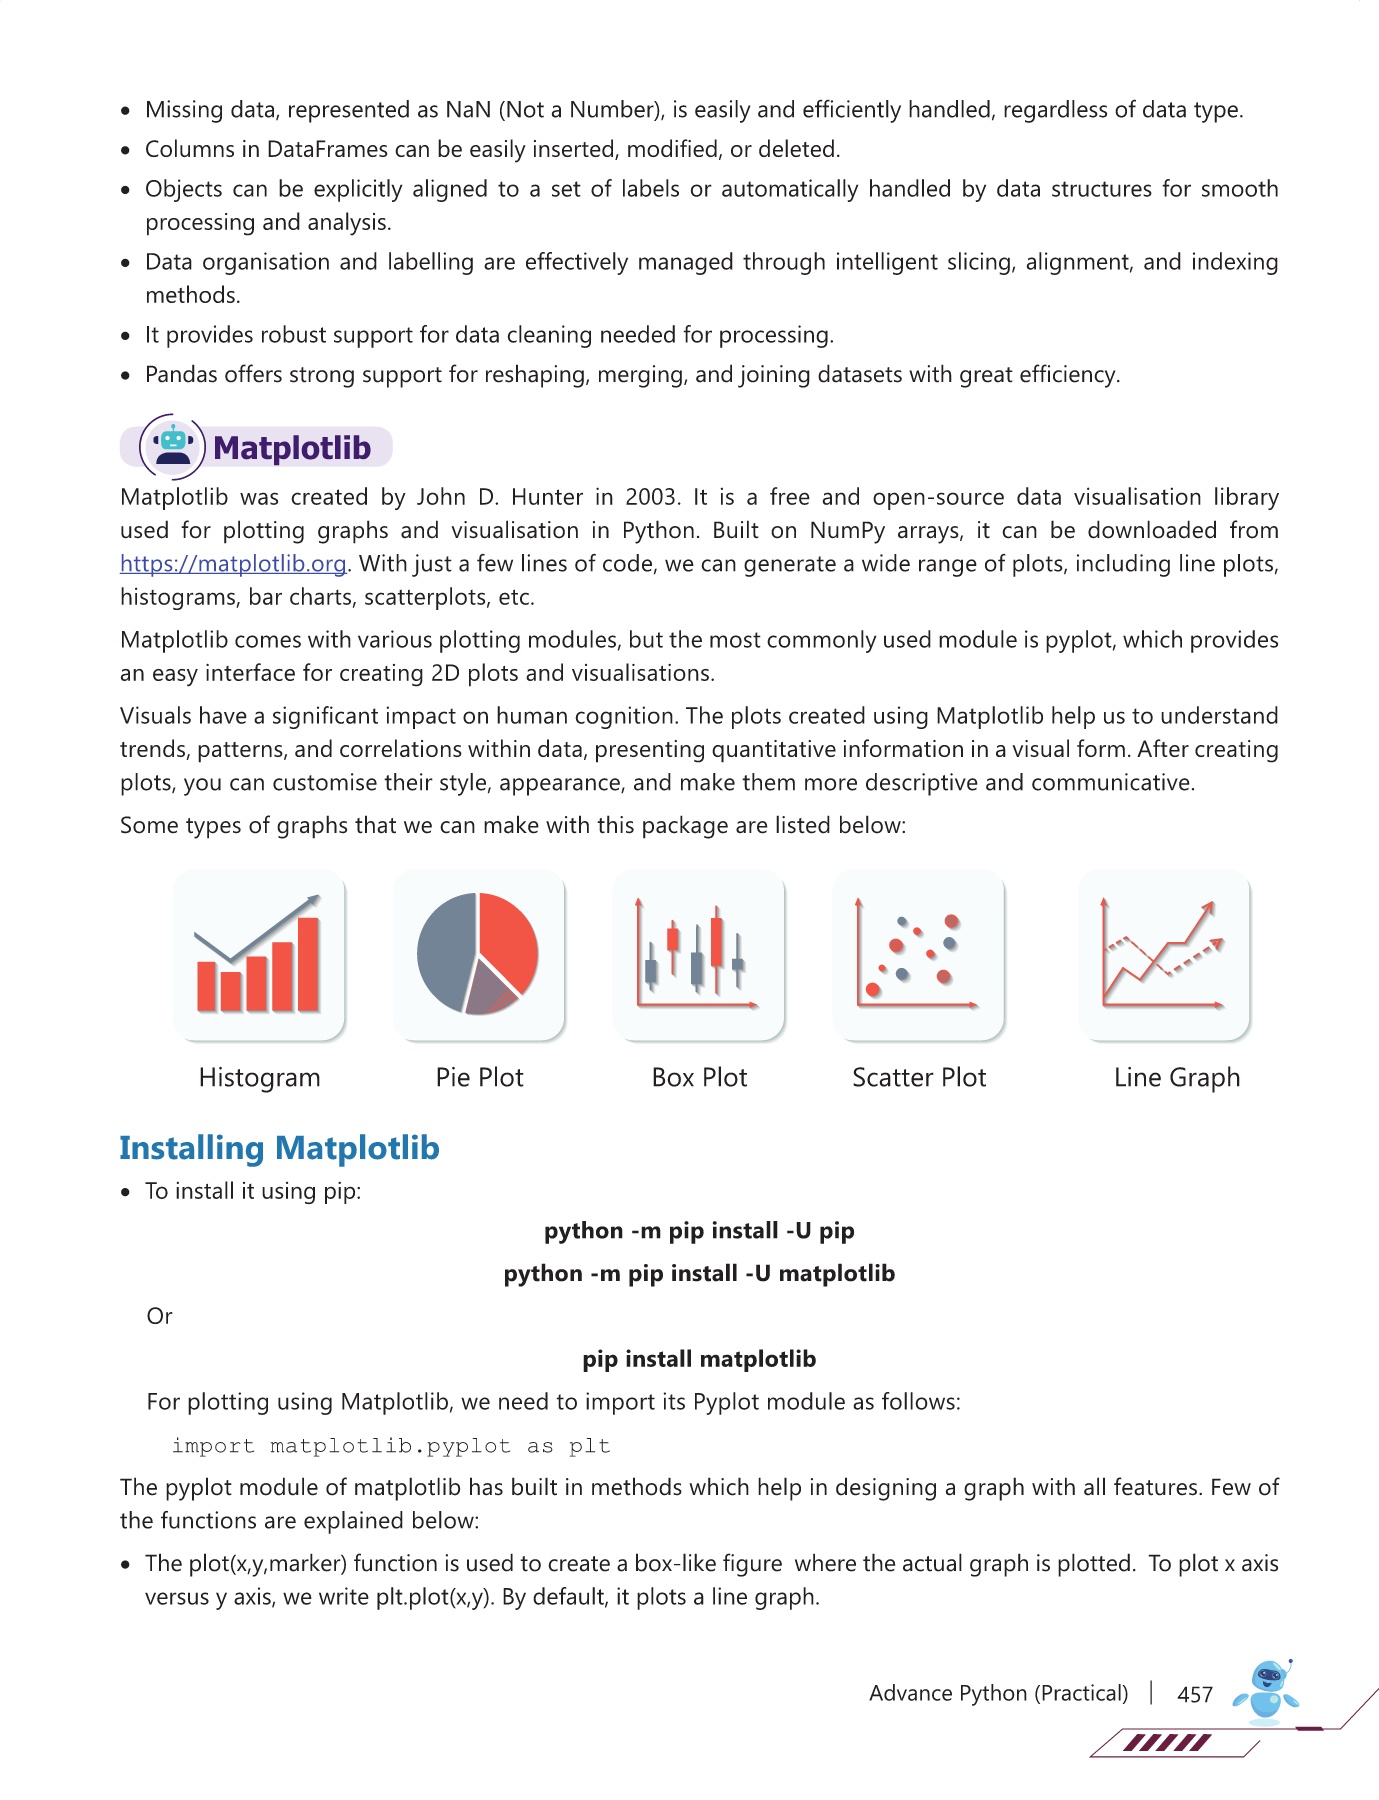 • Missing data, represented as NaN (Not a Number), is easily and efficiently handled, regardless of data type.
• Columns in DataFrames can be easily inserted, modified, or deleted.
• Objects can be explicitly aligned to a set of labels or automatically handled by data structures for smooth
processing and analysis.
• Data organisation and labelling are effectively managed through intelligent slicing, alignment, and indexing
methods.
• It provides robust support for data cleaning needed for processing.
• Pandas offers strong support for reshaping, merging, and joining datasets with great efficiency.
Matplotlib
Matplotlib was created by John D. Hunter in 2003. It is a free and open-source data visualisation library
used for plotting graphs and visualisation in Python. Built on NumPy arrays, it can be downloaded from
https://matplotlib.org. With just a few lines of code, we can generate a wide range of plots, including line plots,
histograms, bar charts, scatterplots, etc.
Matplotlib comes with various plotting modules, but the most commonly used module is pyplot, which provides
an easy interface for creating 2D plots and visualisations.
Visuals have a significant impact on human cognition. The plots created using Matplotlib help us to understand
trends, patterns, and correlations within data, presenting quantitative information in a visual form. After creating
plots, you can customise their style, appearance, and make them more descriptive and communicative.
Some types of graphs that we can make with this package are listed below:
Histogram Pie Plot Box Plot Scatter Plot Line Graph
Installing Matplotlib
• To install it using pip:
python -m pip install -U pip
python -m pip install -U matplotlib
Or
pip install matplotlib
For plotting using Matplotlib, we need to import its Pyplot module as follows:
import matplotlib.pyplot as plt
The pyplot module of matplotlib has built in methods which help in designing a graph with all features. Few of
the functions are explained below:
• The plot(x,y,marker) function is used to create a box-like figure where the actual graph is plotted. To plot x axis
versus y axis, we write plt.plot(x,y). By default, it plots a line graph.
Advance Python (Practical) | 457